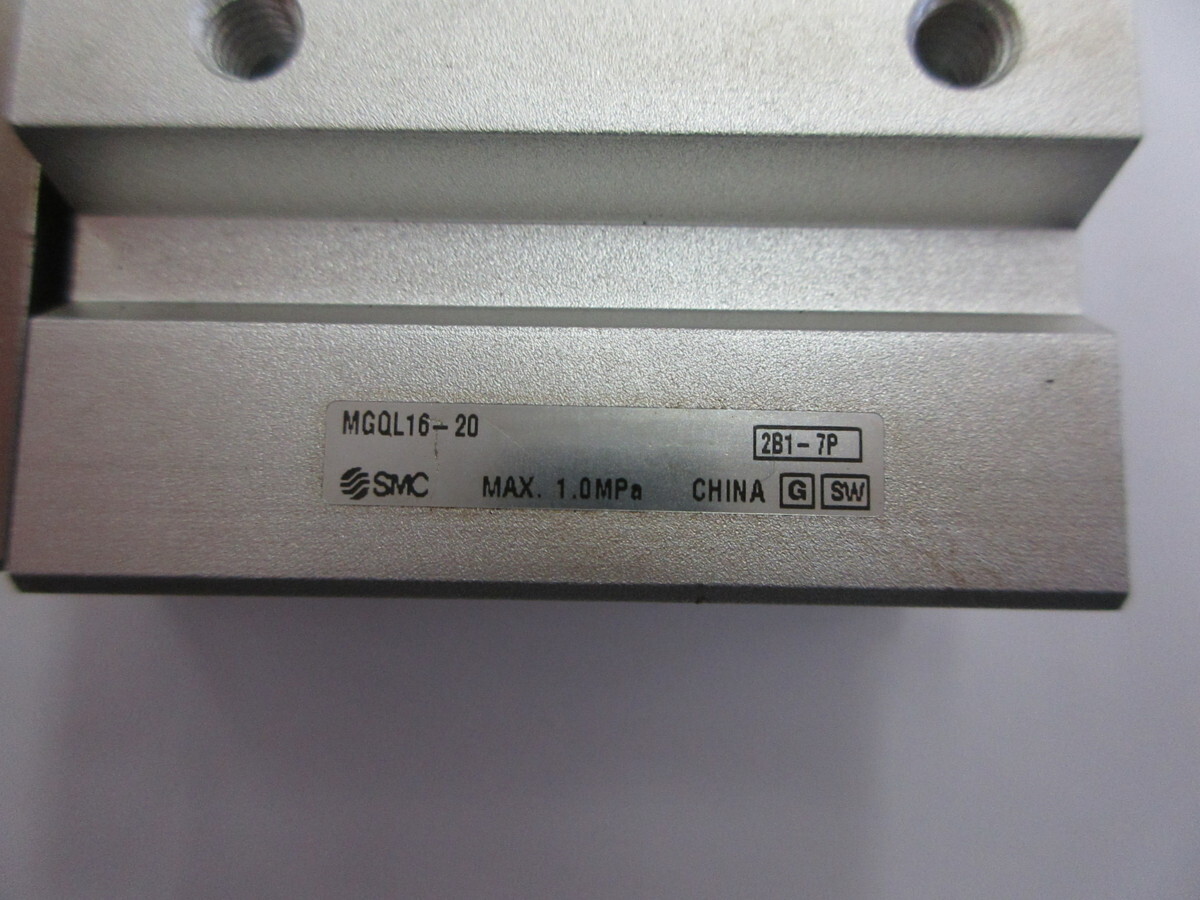 MGQL16-20
2B1-7P
SMC MAX. 1.0MPa CHINA G SW